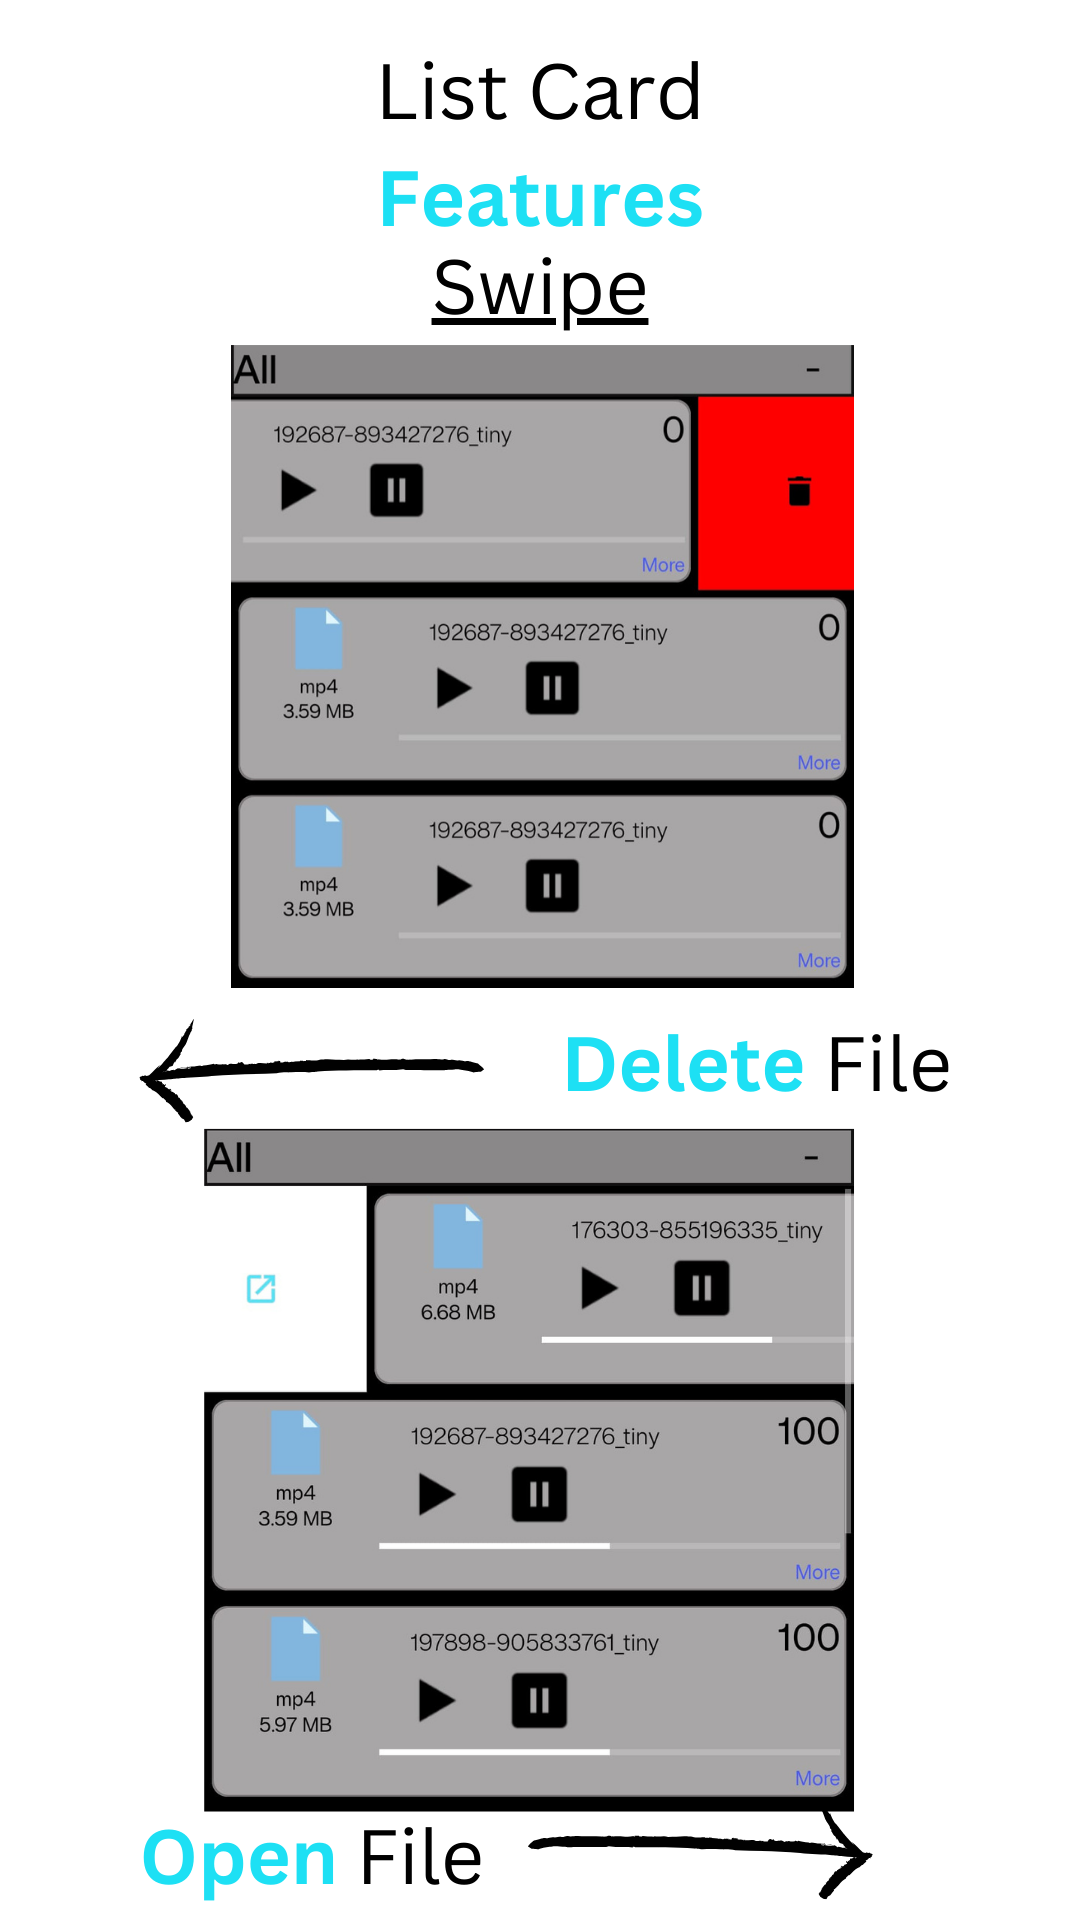 List Card
Features
Swipe
All -
192687-893427276_tiny 0
More
192687-893427276_tiny 0
mp4
3.59 MB
More
192687-893427276_tiny 0
mp4
3.59 MB
More
Delete File
All -
176303-855196335_tiny
mp4
6.68 MB
192687-893427276_tiny 100
mp4
3.59 MB
More
197898-905833761_tiny 100
mp4
5.97 MB
More
Open File